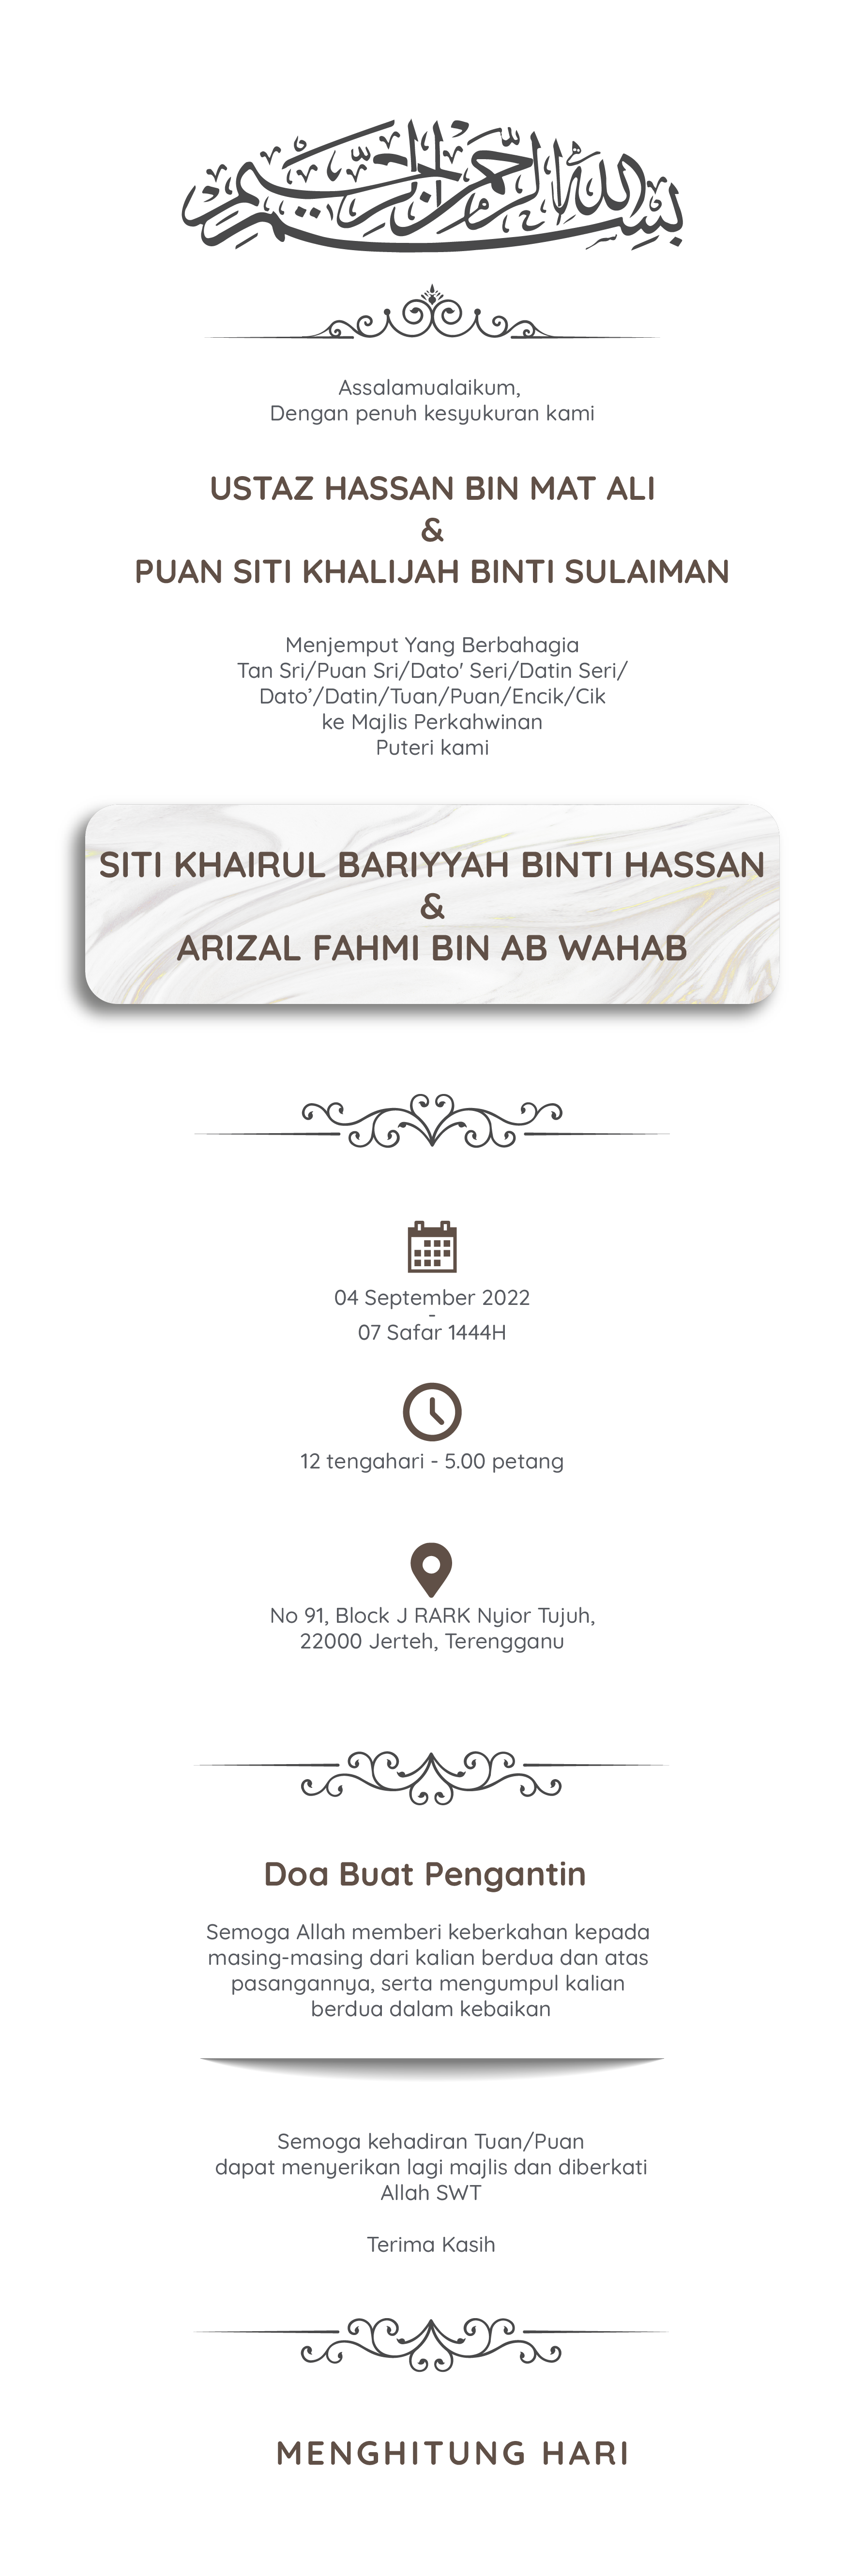 بسم الله الرحمن الرحيم
Assalamualaikum,
Dengan penuh kesyukuran kami
USTAZ HASSAN BIN MAT ALI
&
PUAN SITI KHALIJAH BINTI SULAIMAN
Menjemput Yang Berbahagia
Tan Sri/Puan Sri/Dato' Seri/Datin Seri/
Dato’/Datin/Tuan/Puan/Encik/Cik
ke Majlis Perkahwinan
Puteri kami
SITI KHAIRUL BARIYYAH BINTI HASSAN
&
ARIZAL FAHMI BIN AB WAHAB
04 September 2022
-
07 Safar 1444H
12 tengahari - 5.00 petang
No 91, Block J RARK Nyior Tujuh,
22000 Jerteh, Terengganu
Doa Buat Pengantin
Semoga Allah memberi keberkahan kepada
masing-masing dari kalian berdua dan atas
pasangannya, serta mengumpul kalian
berdua dalam kebaikan
Semoga kehadiran Tuan/Puan
dapat menyerikan lagi majlis dan diberkati
Allah SWT
Terima Kasih
MENGHITUNG HARI